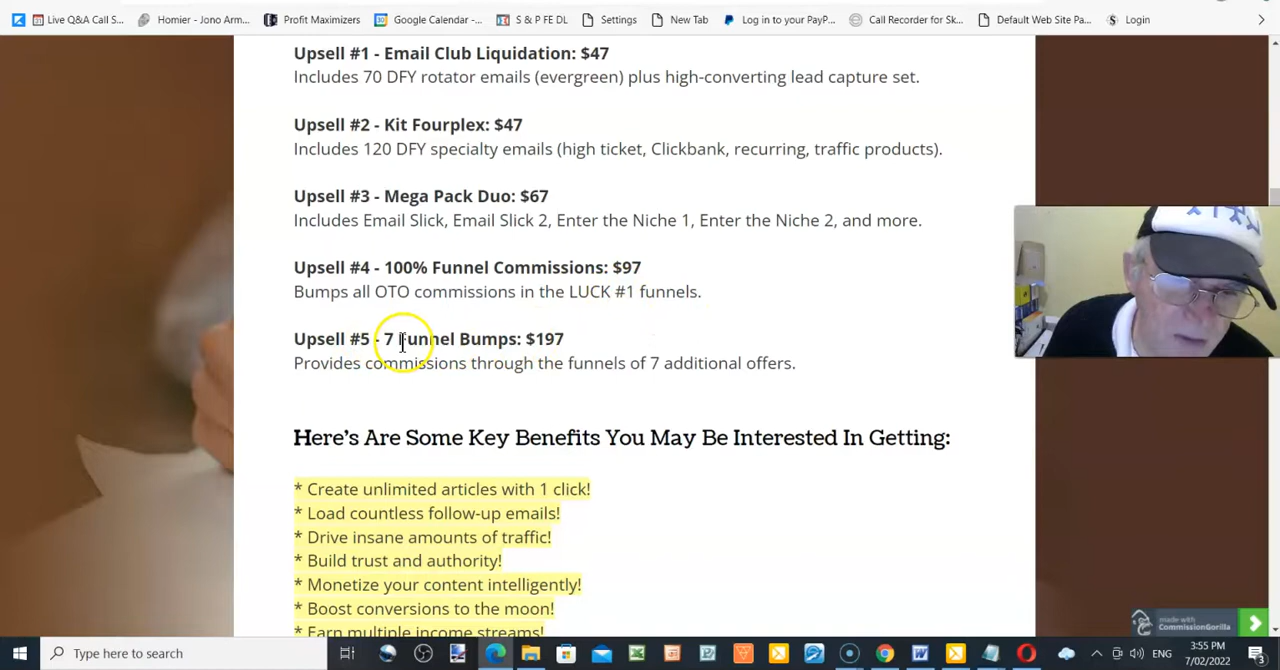 Live Q&A Call S...
Homier - Jono Arm...
Profit Maximizers
Google Calendar -...
S & P FE DL
Settings
New Tab
Log in to your PayP...
Call Recorder for Sk...
Default Web Site Pa...
Login
Upsell #1 - Email Club Liquidation: $47
Includes 70 DFY rotator emails (evergreen) plus high-converting lead capture set.
Upsell #2 - Kit Fourplex: $47
Includes 120 DFY specialty emails (high ticket, Clickbank, recurring, traffic products).
Upsell #3 - Mega Pack Duo: $67
Includes Email Slick, Email Slick 2, Enter the Niche 1, Enter the Niche 2, and more.
Upsell #4 - 100% Funnel Commissions: $97
Bumps all OTO commissions in the LUCK #1 funnels.
Upsell #5 - 7 Funnel Bumps: $197
Provides commissions through the funnels of 7 additional offers.
Here's Are Some Key Benefits You May Be Interested In Getting:
* Create unlimited articles with 1 click!
* Load countless follow-up emails!
* Drive insane amounts of traffic!
* Build trust and authority!
* Monetize your content intelligently!
* Boost conversions to the moon!
* Earn multiple income streams!
made with
COMMISSIONGorilla
Type here to search
ENG
3:55 PM
7/02/2022